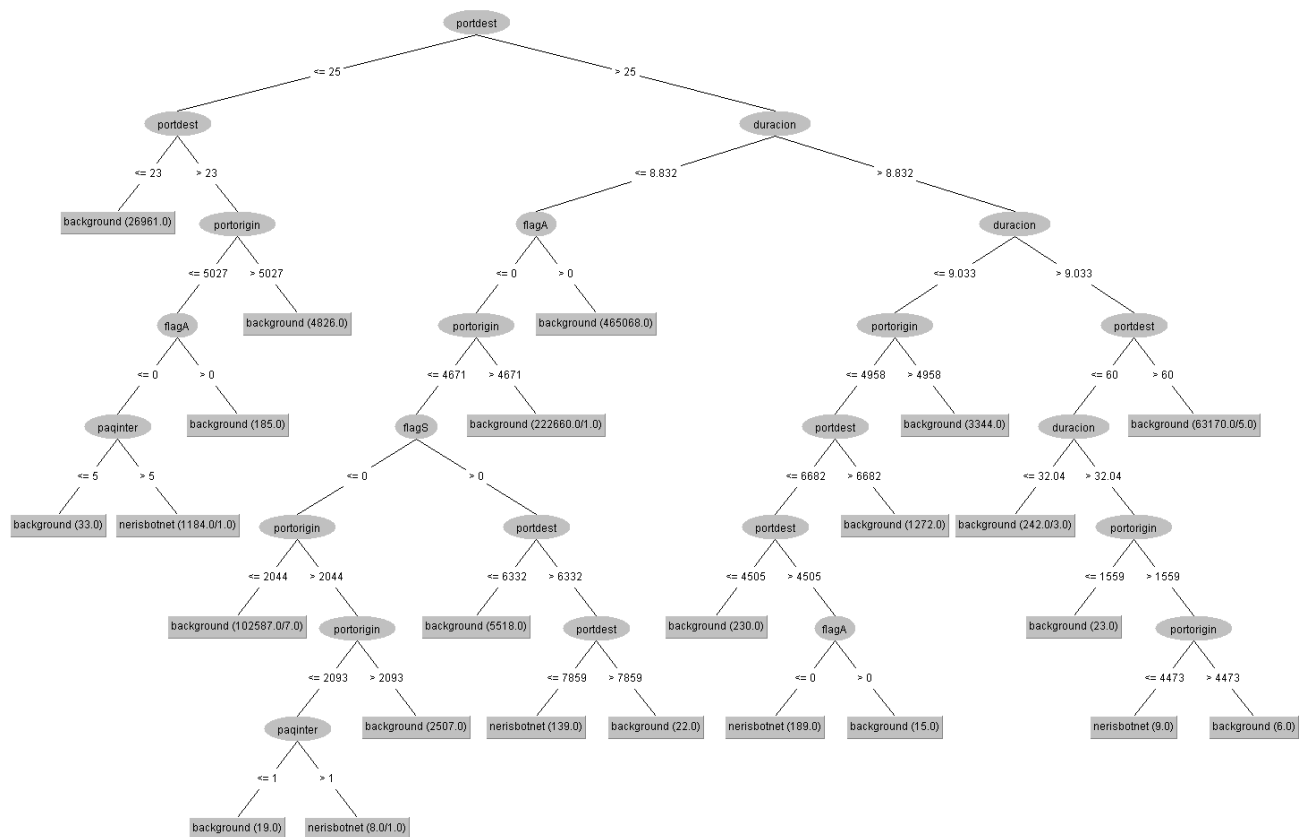 portdest
<= 25
> 25
portdest
duracion
<= 23
> 23
<= 8.832
> 8.832
background (26961.0)
portorigin
flagA
duracion
<= 5027
> 5027
<= 0
> 0
<= 9.033
> 9.033
flagA
background (4826.0)
portorigin
background (465068.0)
portorigin
portdest
<= 0
> 0
<= 4671
> 4671
<= 4958
> 4958
<= 60
> 60
paqinter
background (185.0)
flagS
background (222660.0/1.0)
portdest
background (3344.0)
duracion
background (63170.0/5.0)
<= 5
> 5
<= 0
> 0
<= 6682
> 6682
<= 32.04
> 32.04
background (33.0)
nerisbotnet (1184.0/1.0)
portorigin
portdest
portdest
background (1272.0)
background (242.0/3.0)
portorigin
<= 2044
> 2044
<= 6332
> 6332
<= 4505
> 4505
<= 1559
> 1559
background (102587.0/7.0)
portorigin
background (5518.0)
portdest
background (230.0)
flagA
background (23.0)
portorigin
<= 2093
> 2093
<= 7859
> 7859
<= 0
> 0
<= 4473
> 4473
paqinter
background (2507.0)
nerisbotnet (139.0)
background (22.0)
nerisbotnet (189.0)
background (15.0)
nerisbotnet (9.0)
background (6.0)
<= 1
> 1
background (19.0)
nerisbotnet (8.0/1.0)